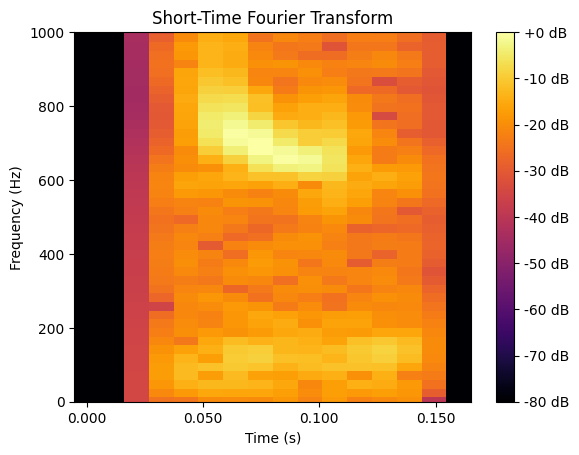 Short-Time Fourier Transform
1000
800
600
400
200
0
Frequency (Hz)
0.000
0.050
0.100
0.150
Time (s)
+0 dB
-10 dB
-20 dB
-30 dB
-40 dB
-50 dB
-60 dB
-70 dB
-80 dB